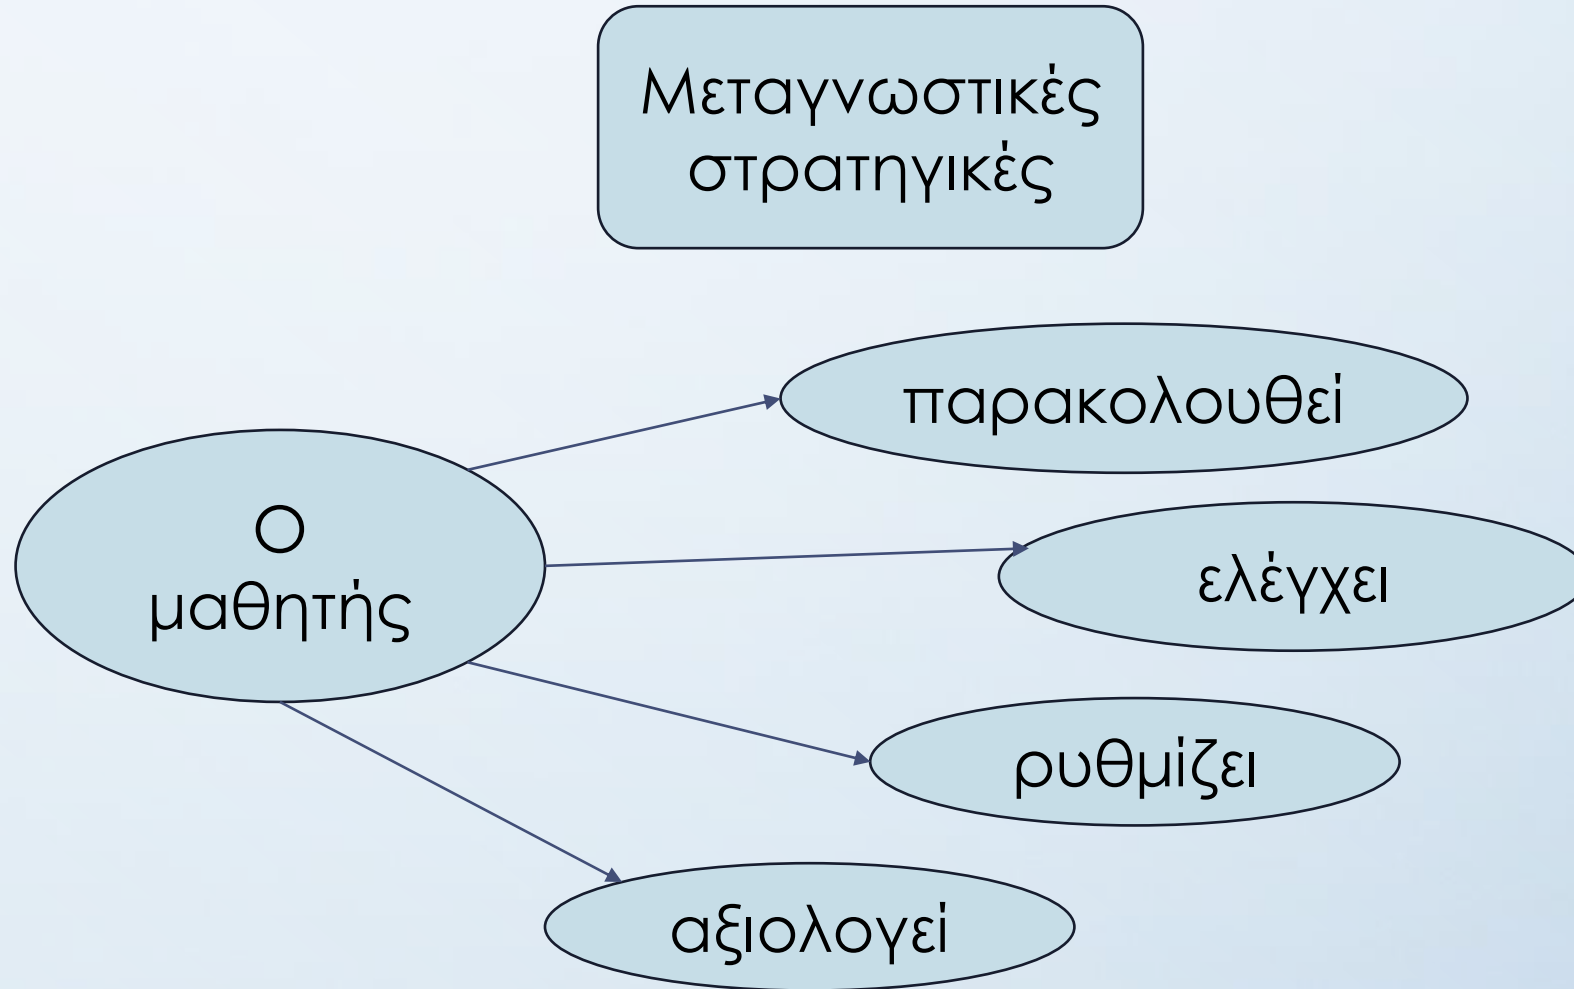 Μεταγνωστικές
στρατηγικές
παρακολουθεί
Ο
μαθητής
ελέγχει
ρυθμίζει
αξιολογεί